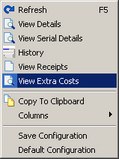 Refresh F5
View Details
View Serial Details
History
View Receipts
View Extra Costs
Copy To Clipboard
Columns
Save Configuration
Default Configuration